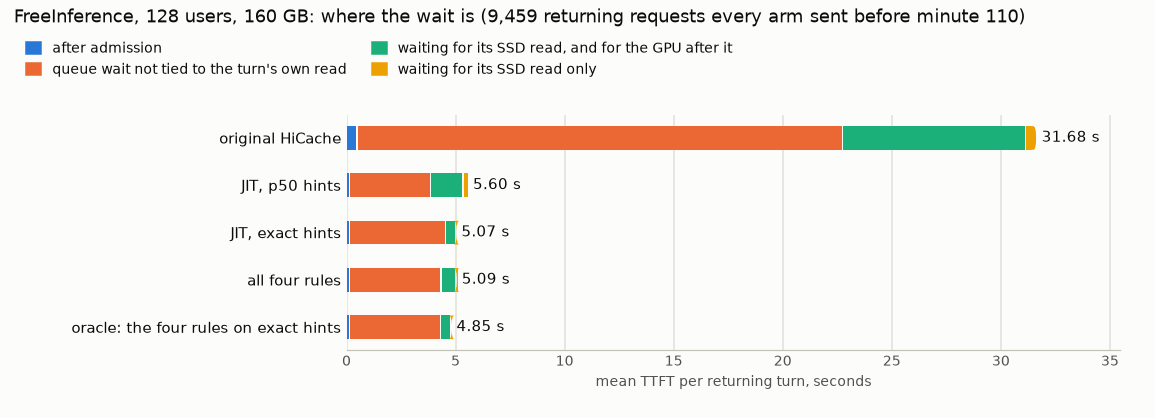 FreeInference, 128 users, 160 GB: where the wait is (9,459 returning requests every arm sent before minute 110)
after admission
waiting for its SSD read, and for the GPU after it
queue wait not tied to the turn's own read
waiting for its SSD read only
original HiCache
31.68 s
JIT, p50 hints
5.60 s
JIT, exact hints
5.07 s
all four rules
5.09 s
oracle: the four rules on exact hints
4.85 s
0 5 10 15 20 25 30 35
mean TTFT per returning turn, seconds